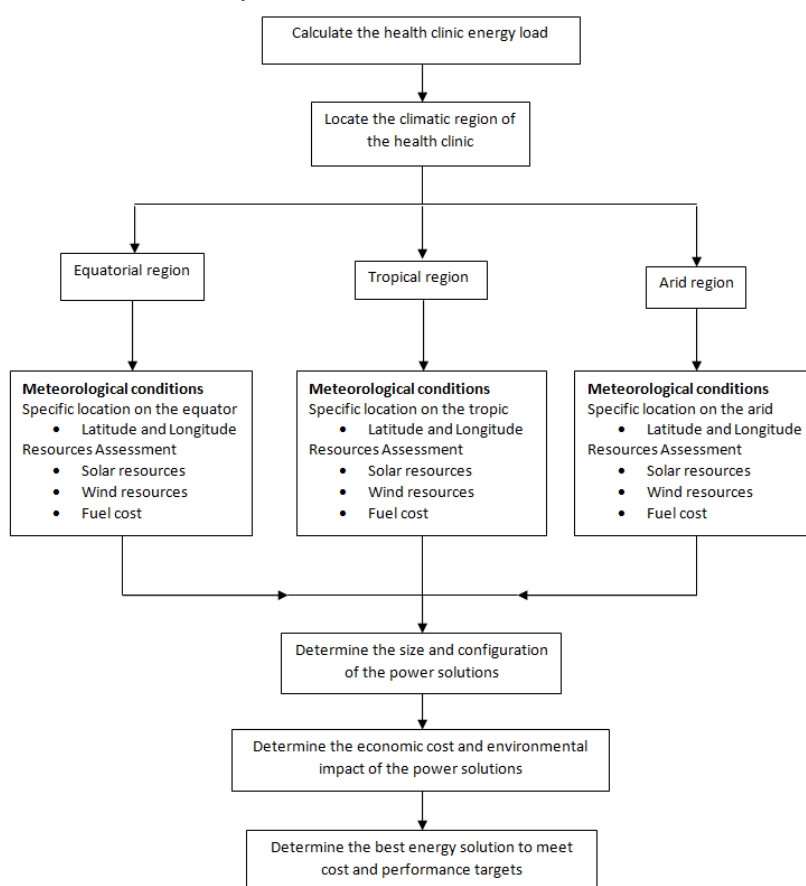 Calculate the health clinic energy load
Locate the climatic region of
the health clinic
Equatorial region
Tropical region
Arid region
Meteorological conditions
Specific location on the equator
• Latitude and Longitude
Resources Assessment
• Solar resources
• Wind resources
• Fuel cost
Meteorological conditions
Specific location on the tropic
• Latitude and Longitude
Resources Assessment
• Solar resources
• Wind resources
• Fuel cost
Meteorological conditions
Specific location on the arid
• Latitude and Longitude
Resources Assessment
• Solar resources
• Wind resources
• Fuel cost
Determine the size and configuration
of the power solutions
Determine the economic cost and environmental
impact of the power solutions
Determine the best energy solution to meet
cost and performance targets